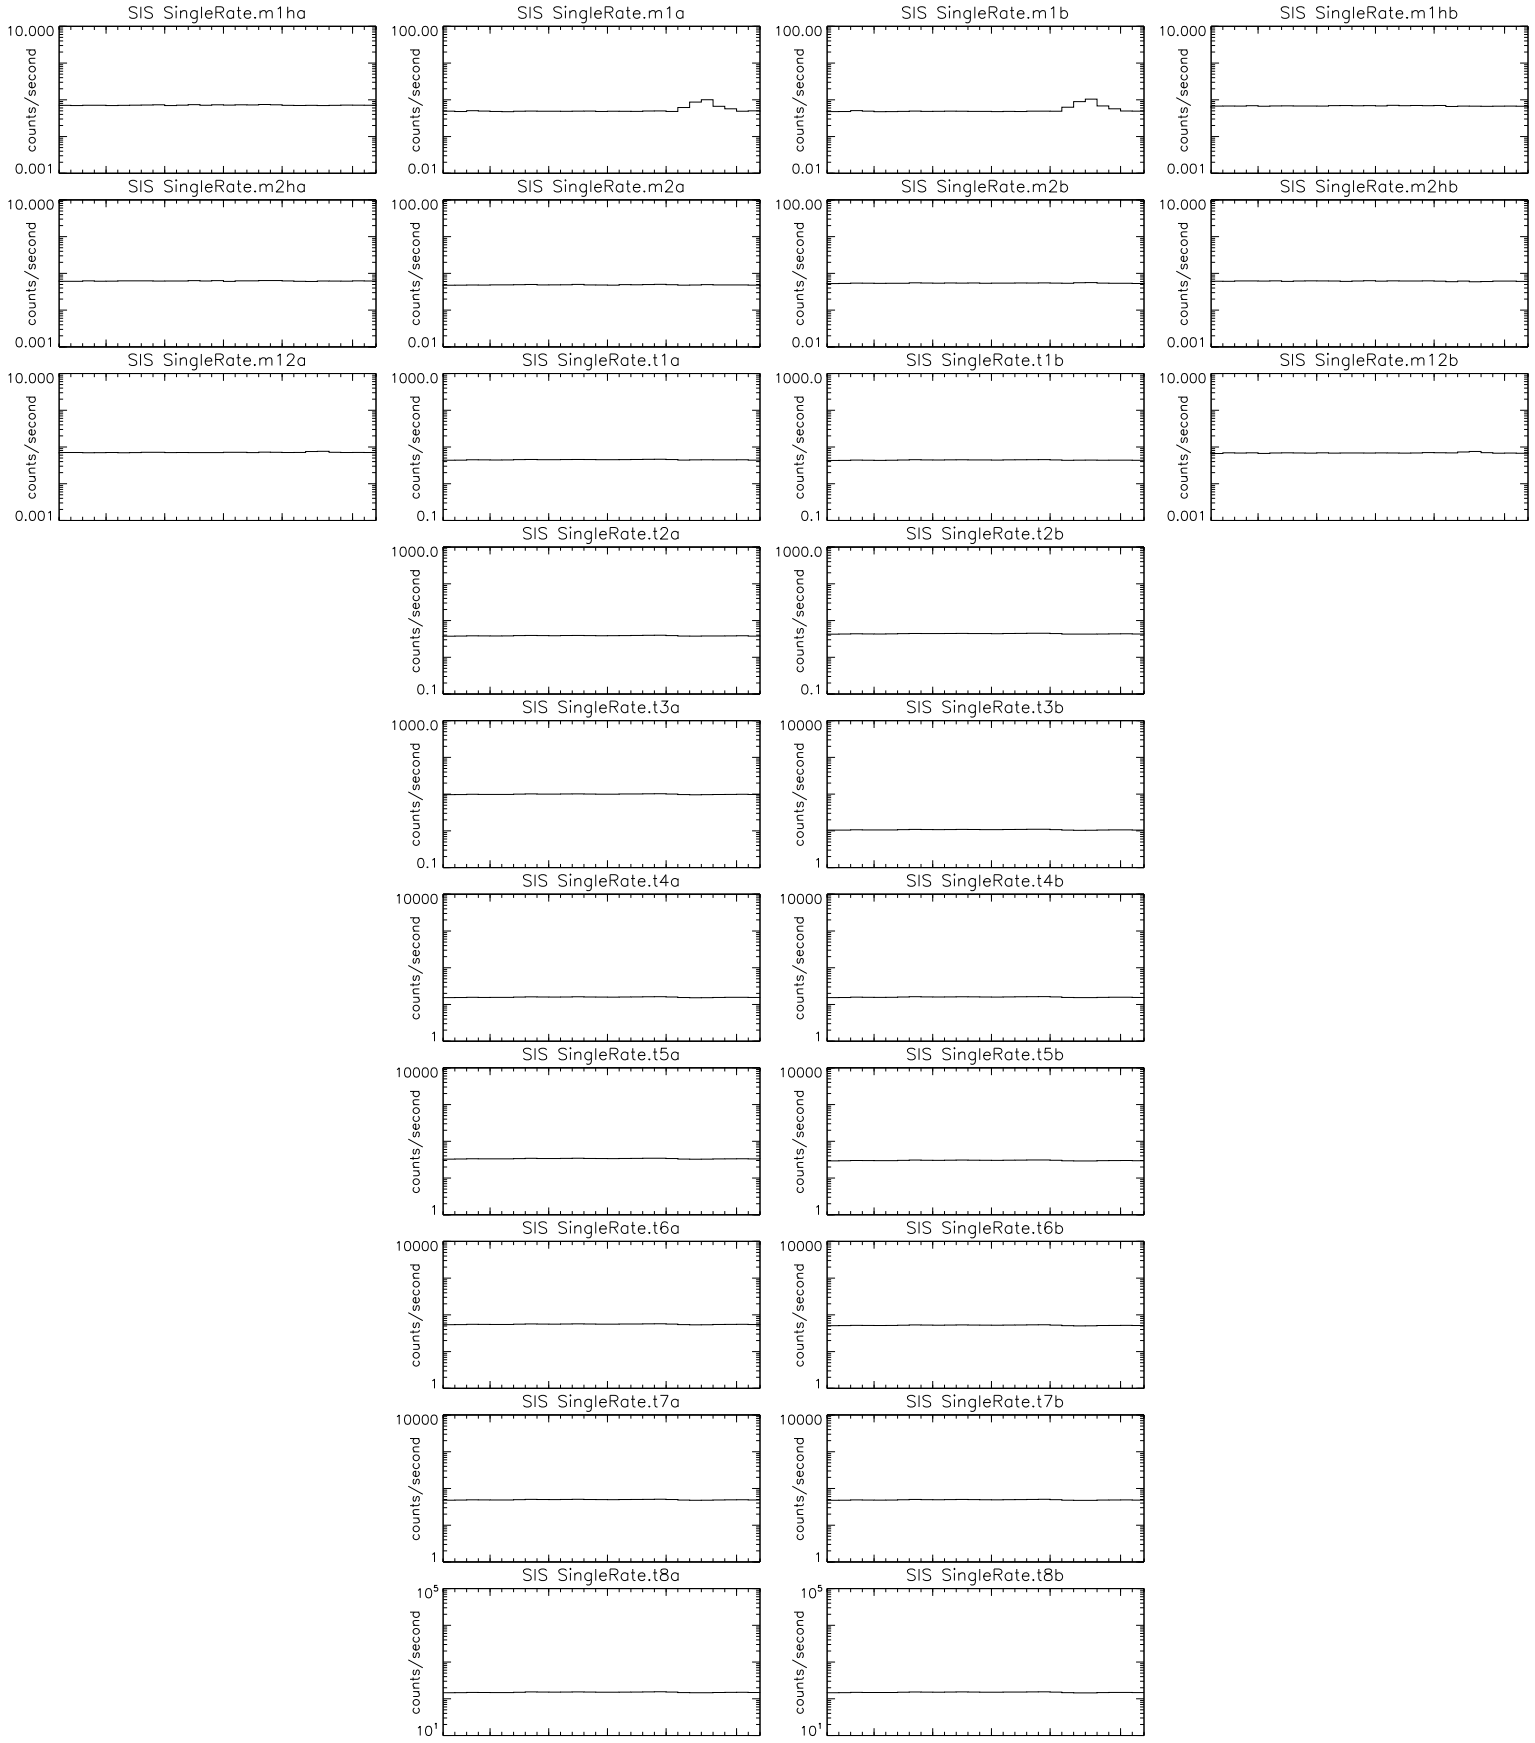 SIS SingleRate.m1ha
10.000
counts/second
0.001
SIS SingleRate.m1a
100.00
counts/second
0.01
SIS SingleRate.m1b
100.00
counts/second
0.01
SIS SingleRate.m1hb
10.000
counts/second
0.001
SIS SingleRate.m2ha
10.000
counts/second
0.001
SIS SingleRate.m2a
100.00
counts/second
0.01
SIS SingleRate.m2b
100.00
counts/second
0.01
SIS SingleRate.m2hb
10.000
counts/second
0.001
SIS SingleRate.m12a
10.000
counts/second
0.001
SIS SingleRate.t1a
1000.0
counts/second
0.1
SIS SingleRate.t1b
1000.0
counts/second
0.1
SIS SingleRate.m12b
10.000
counts/second
0.001
SIS SingleRate.t2a
1000.0
counts/second
0.1
SIS SingleRate.t2b
1000.0
counts/second
0.1
SIS SingleRate.t3a
1000.0
counts/second
0.1
SIS SingleRate.t3b
10000
counts/second
1
SIS SingleRate.t4a
10000
counts/second
1
SIS SingleRate.t4b
10000
counts/second
1
SIS SingleRate.t5a
10000
counts/second
1
SIS SingleRate.t5b
10000
counts/second
1
SIS SingleRate.t6a
10000
counts/second
1
SIS SingleRate.t6b
10000
counts/second
1
SIS SingleRate.t7a
10000
counts/second
1
SIS SingleRate.t7b
10000
counts/second
1
SIS SingleRate.t8a
10⁵
counts/second
10¹
SIS SingleRate.t8b
10⁵
counts/second
10¹